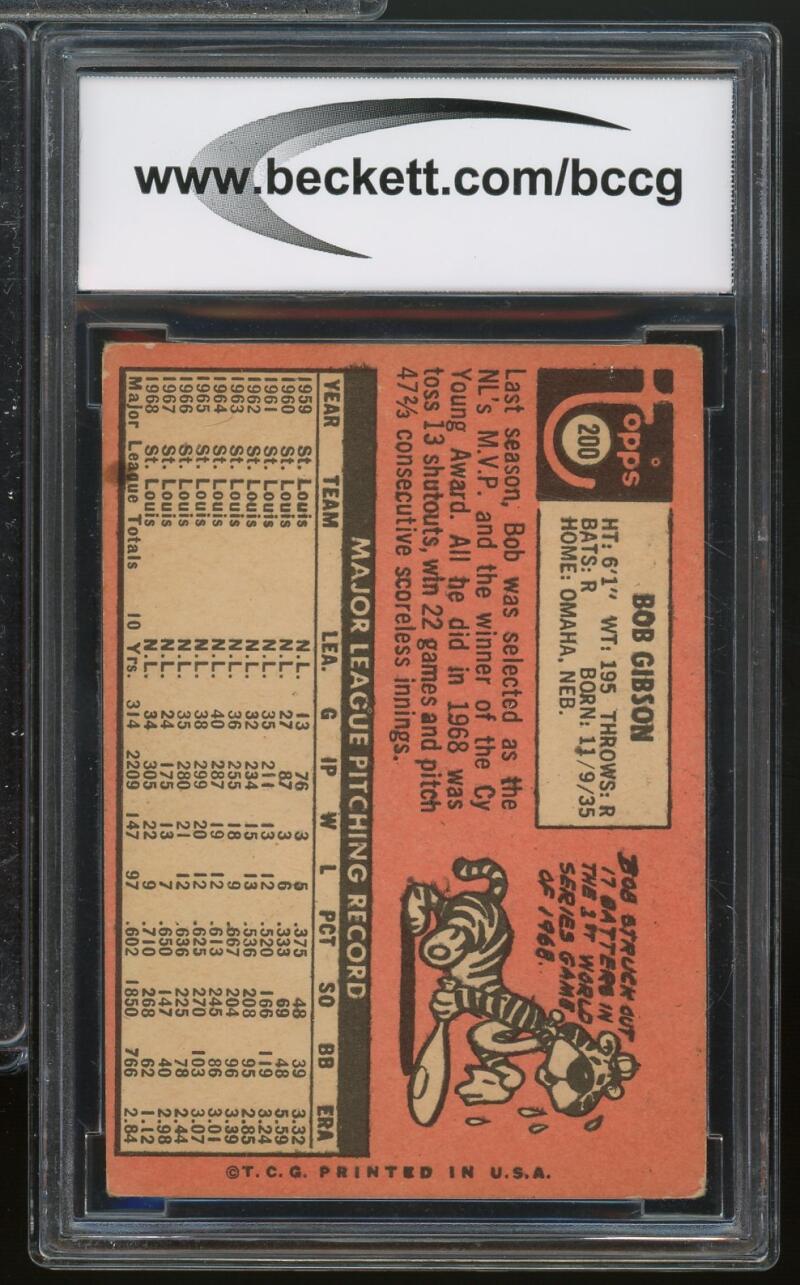 www.beckett.com/bccg
Topps
200
BOB GIBSON
HT: 6'1" WT: 195 THROWS: R
BATS: R BORN: 11/9/35
HOME: OMAHA, NEB.
Last season, Bob was selected as the
NL's M.V.P. and the winner of the Cy
Young Award. All he did in 1968 was
toss 13 shutouts, win 22 games and pitch
47⅔ consecutive scoreless innings.
BOB STRUCK OUT
17 BATTERS IN
THE 1ST WORLD
SERIES GAME
OF 1968.
MAJOR LEAGUE PITCHING RECORD
YEAR TEAM LEA. G IP W L PCT SO BB ERA
1959 St. Louis N.L. 13 76 3 5 .375 48 39 3.32
1960 St. Louis N.L. 27 87 3 6 .333 69 48 5.59
1961 St. Louis N.L. 35 211 13 12 .520 166 119 3.24
1962 St. Louis N.L. 32 234 15 13 .536 208 95 2.85
1963 St. Louis N.L. 36 255 18 9 .667 204 96 3.39
1964 St. Louis N.L. 40 287 19 12 .613 245 86 3.01
1965 St. Louis N.L. 38 299 20 12 .625 270 103 3.07
1966 St. Louis N.L. 35 280 21 12 .636 225 78 2.44
1967 St. Louis N.L. 24 175 13 7 .650 147 40 2.98
1968 St. Louis N.L. 34 305 22 9 .710 268 62 1.12
Major League Totals 10 Yrs. 314 2209 147 97 .602 1850 766 2.84
©T.C.G. PRINTED IN U.S.A.